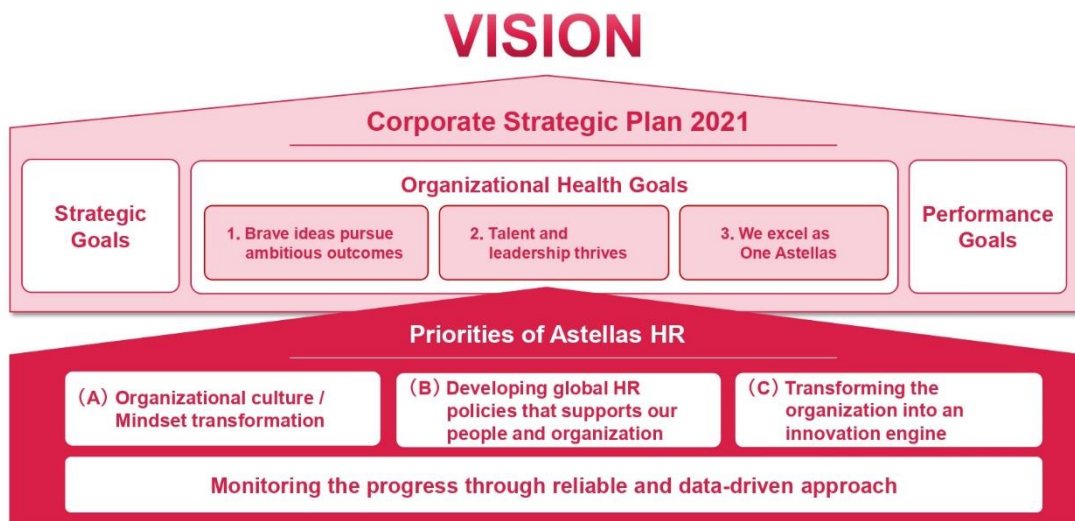 VISION
Corporate Strategic Plan 2021
Strategic
Goals
Organizational Health Goals
1. Brave ideas pursue
ambitious outcomes
2. Talent and
leadership thrives
3. We excel as
One Astellas
Performance
Goals
Priorities of Astellas HR
(A) Organizational culture /
Mindset transformation
(B) Developing global HR
policies that supports our
people and organization
(C) Transforming the
organization into an
innovation engine
Monitoring the progress through reliable and data-driven approach